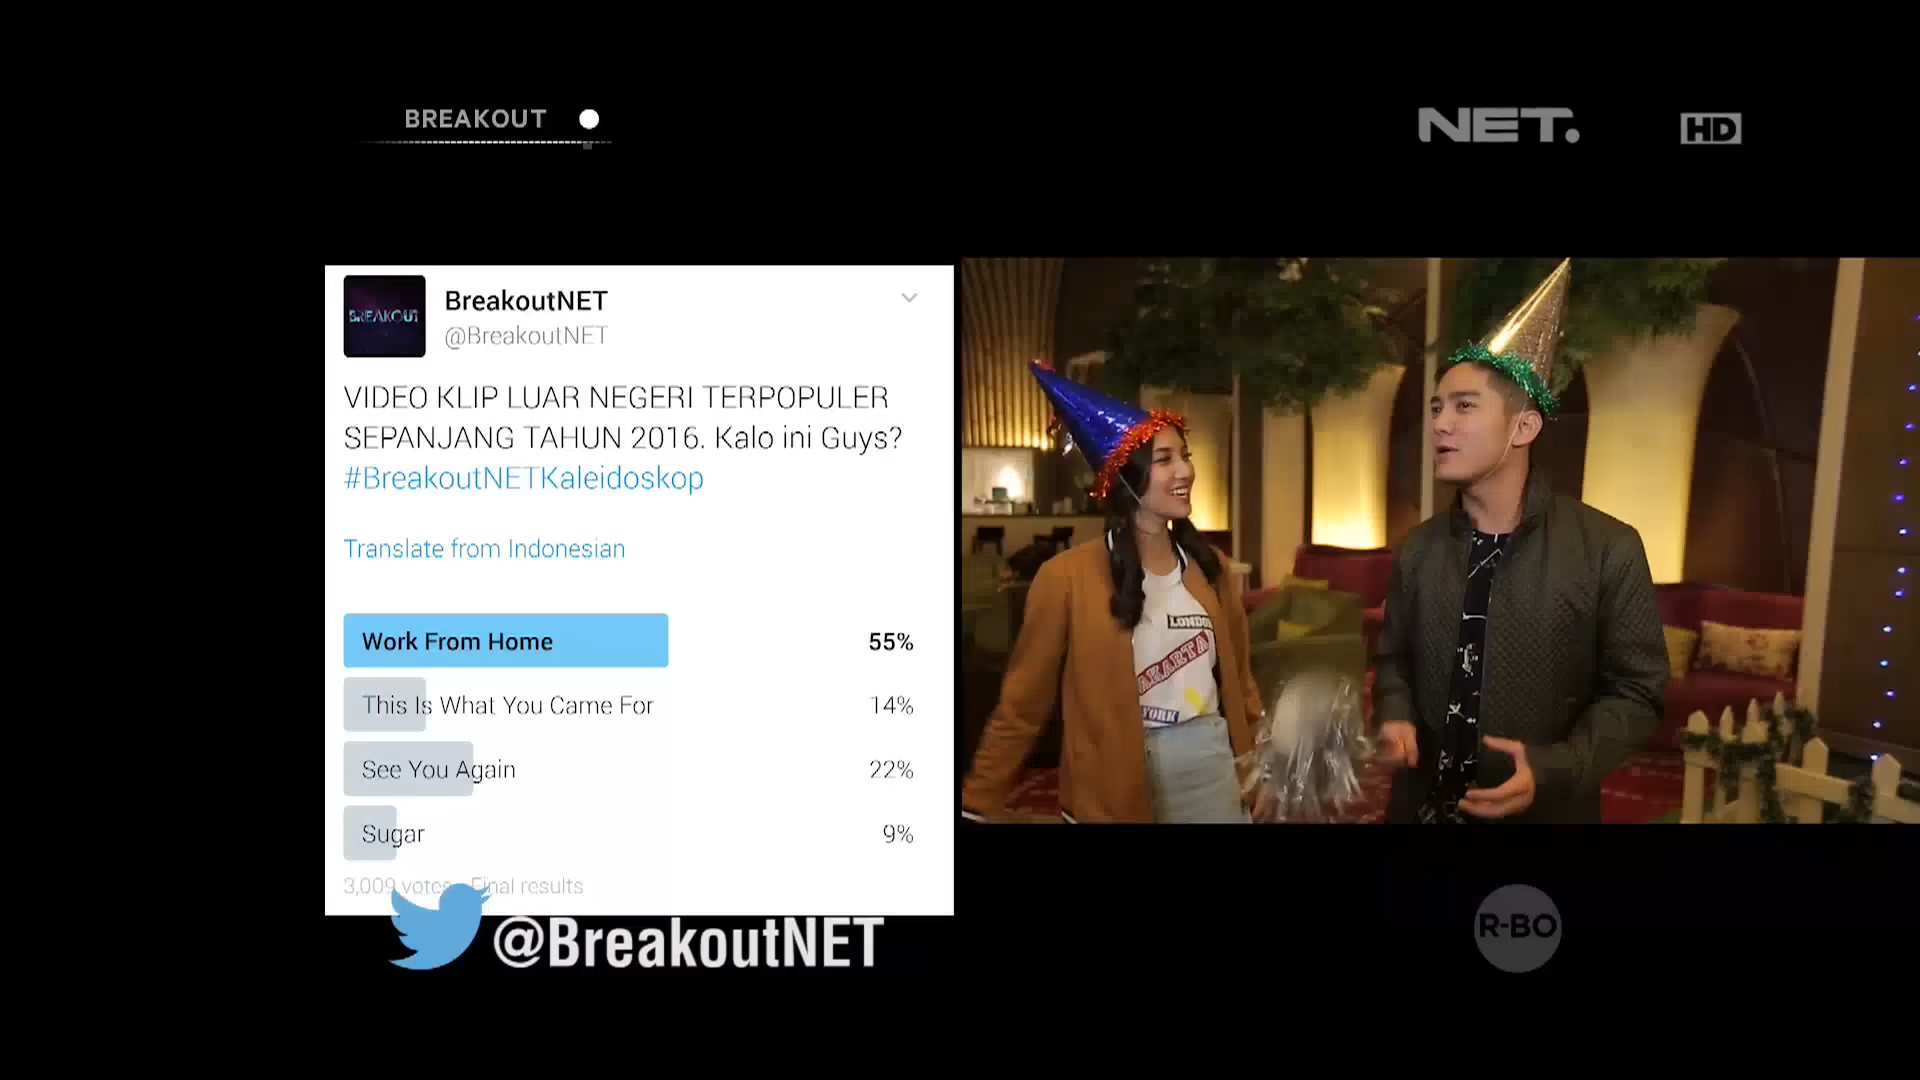 BREAKOUT
NET.
HD
BREAKOUT
BreakoutNET
@BreakoutNET
VIDEO KLIP LUAR NEGERI TERPOPULER
SEPANJANG TAHUN 2016. Kalo ini Guys?
#BreakoutNETKaleidoskop
Translate from Indonesian
Work From Home 55%
This Is What You Came For 14%
See You Again 22%
Sugar 9%
3,009 votes Final results
@BreakoutNET
LONDON
JAKARTA
YORK
R-BO